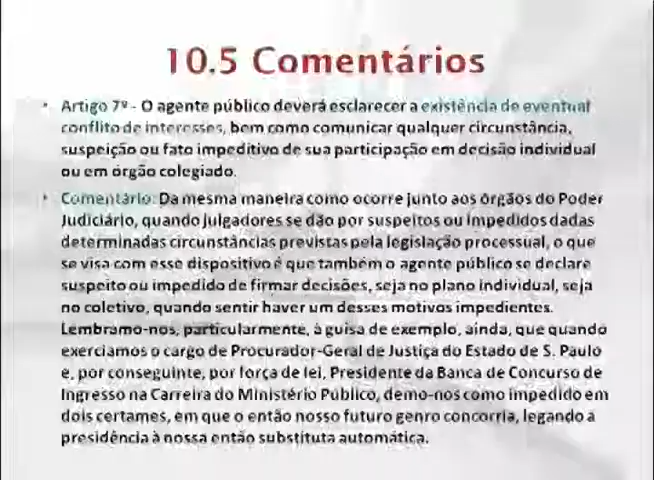 10.5 Comentários
• Artigo 7º - O agente público deverá esclarecer a existência de eventual
conflito de interesses, bem como comunicar qualquer circunstância,
suspeição ou fato impeditivo de sua participação em decisão individual
ou em órgão colegiado.
• Comentário: Da mesma maneira como ocorre junto aos órgãos do Poder
Judiciário, quando julgadores se dão por suspeitos ou impedidos dadas
determinadas circunstâncias previstas pela legislação processual, o que
se visa com esse dispositivo é que também o agente público se declare
suspeito ou impedido de firmar decisões, seja no plano individual, seja
no coletivo, quando sentir haver um desses motivos impedientes.
Lembramo-nos, particularmente, à guisa de exemplo, ainda, que quando
exercíamos o cargo de Procurador-Geral de Justiça do Estado de S. Paulo
e, por conseguinte, por força de lei, Presidente da Banca de Concurso de
Ingresso na Carreira do Ministério Público, demo-nos como impedido em
dois certames, em que o então nosso futuro genro concorria, legando a
presidência à nossa então substituta automática.